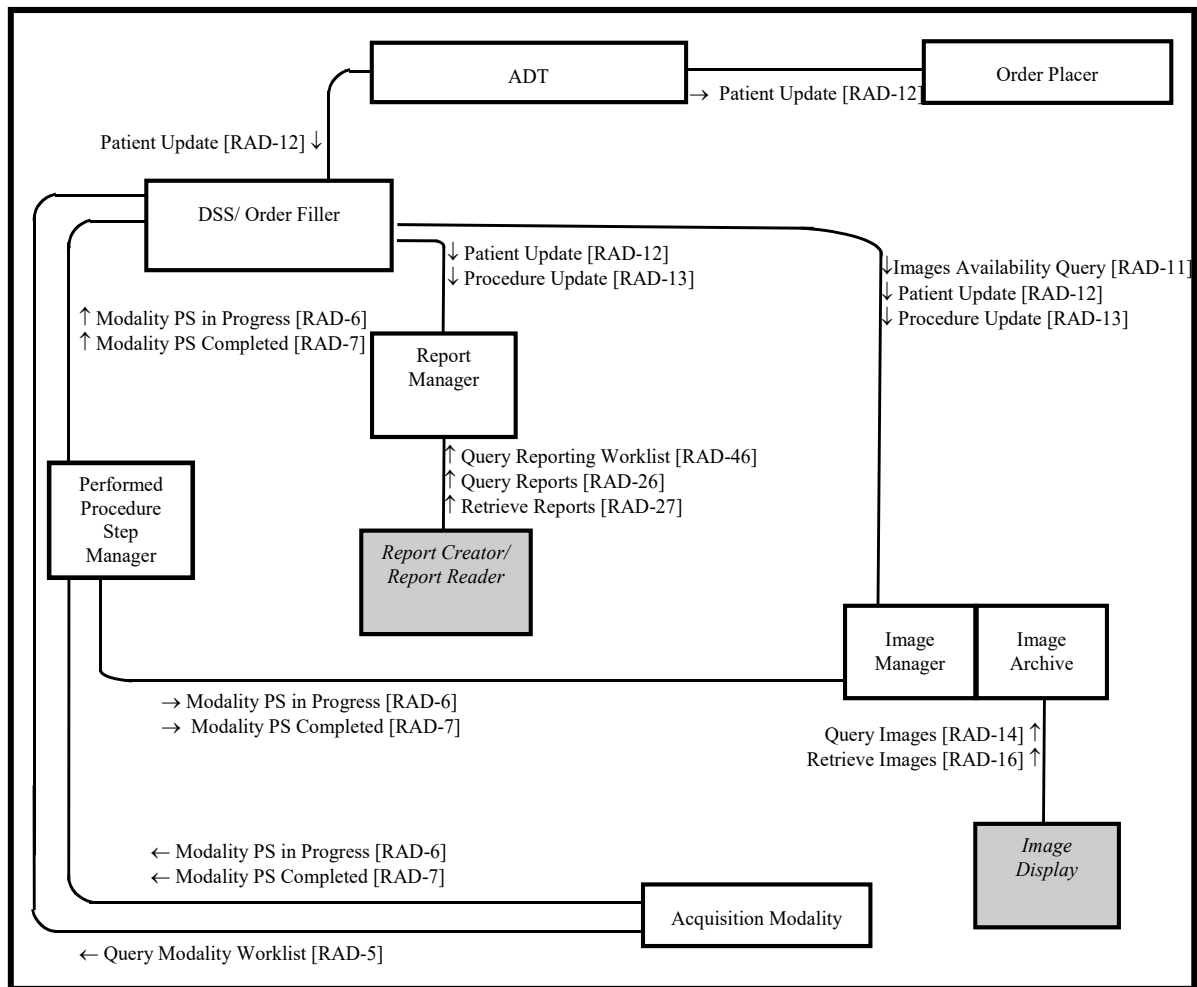 ADT
Order Placer
→ Patient Update [RAD-12]
Patient Update [RAD-12] ↓
DSS/ Order Filler
↓ Patient Update [RAD-12]
↓ Procedure Update [RAD-13]
↓Images Availability Query [RAD-11]
↓ Patient Update [RAD-12]
↓ Procedure Update [RAD-13]
↑ Modality PS in Progress [RAD-6]
↑ Modality PS Completed [RAD-7]
Report
Manager
↑ Query Reporting Worklist [RAD-46]
↑ Query Reports [RAD-26]
↑ Retrieve Reports [RAD-27]
Performed
Procedure
Step
Manager
Report Creator/
Report Reader
Image
Manager
Image
Archive
→ Modality PS in Progress [RAD-6]
→ Modality PS Completed [RAD-7]
Query Images [RAD-14] ↑
Retrieve Images [RAD-16] ↑
Image
Display
← Modality PS in Progress [RAD-6]
← Modality PS Completed [RAD-7]
Acquisition Modality
← Query Modality Worklist [RAD-5]